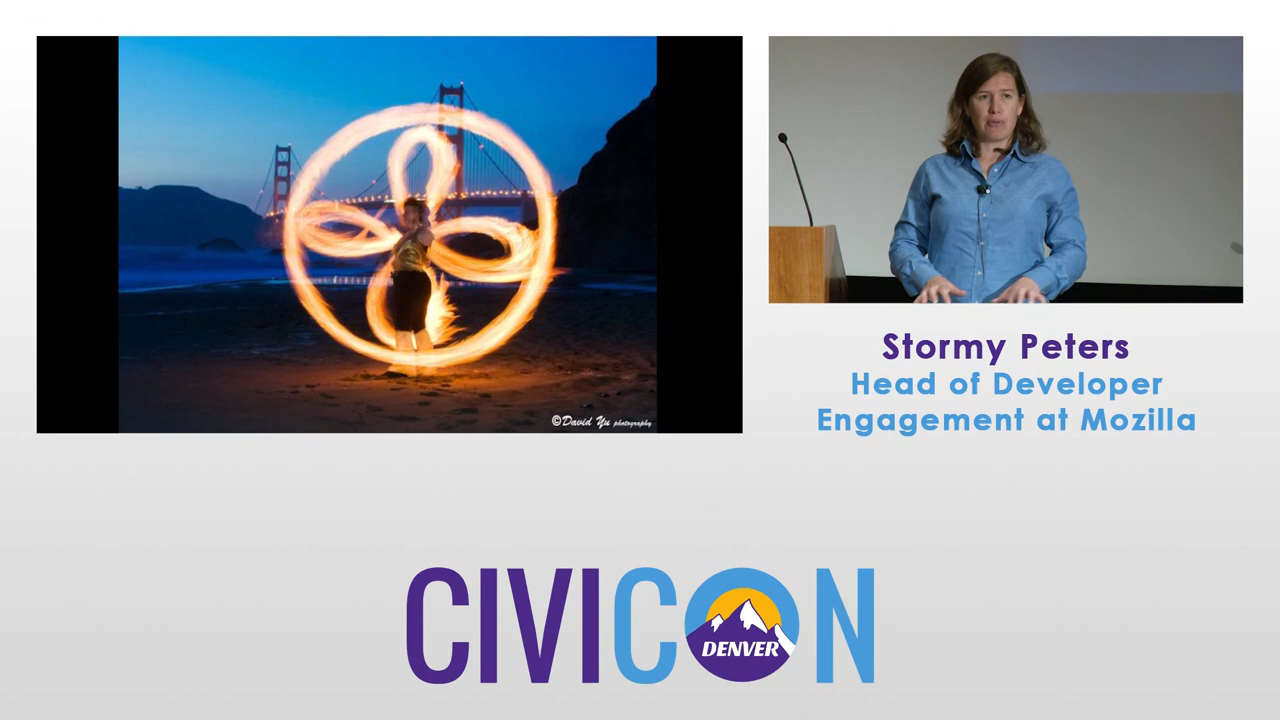 ©David Yu photography
Stormy Peters
Head of Developer
Engagement at Mozilla
CIVICON
DENVER